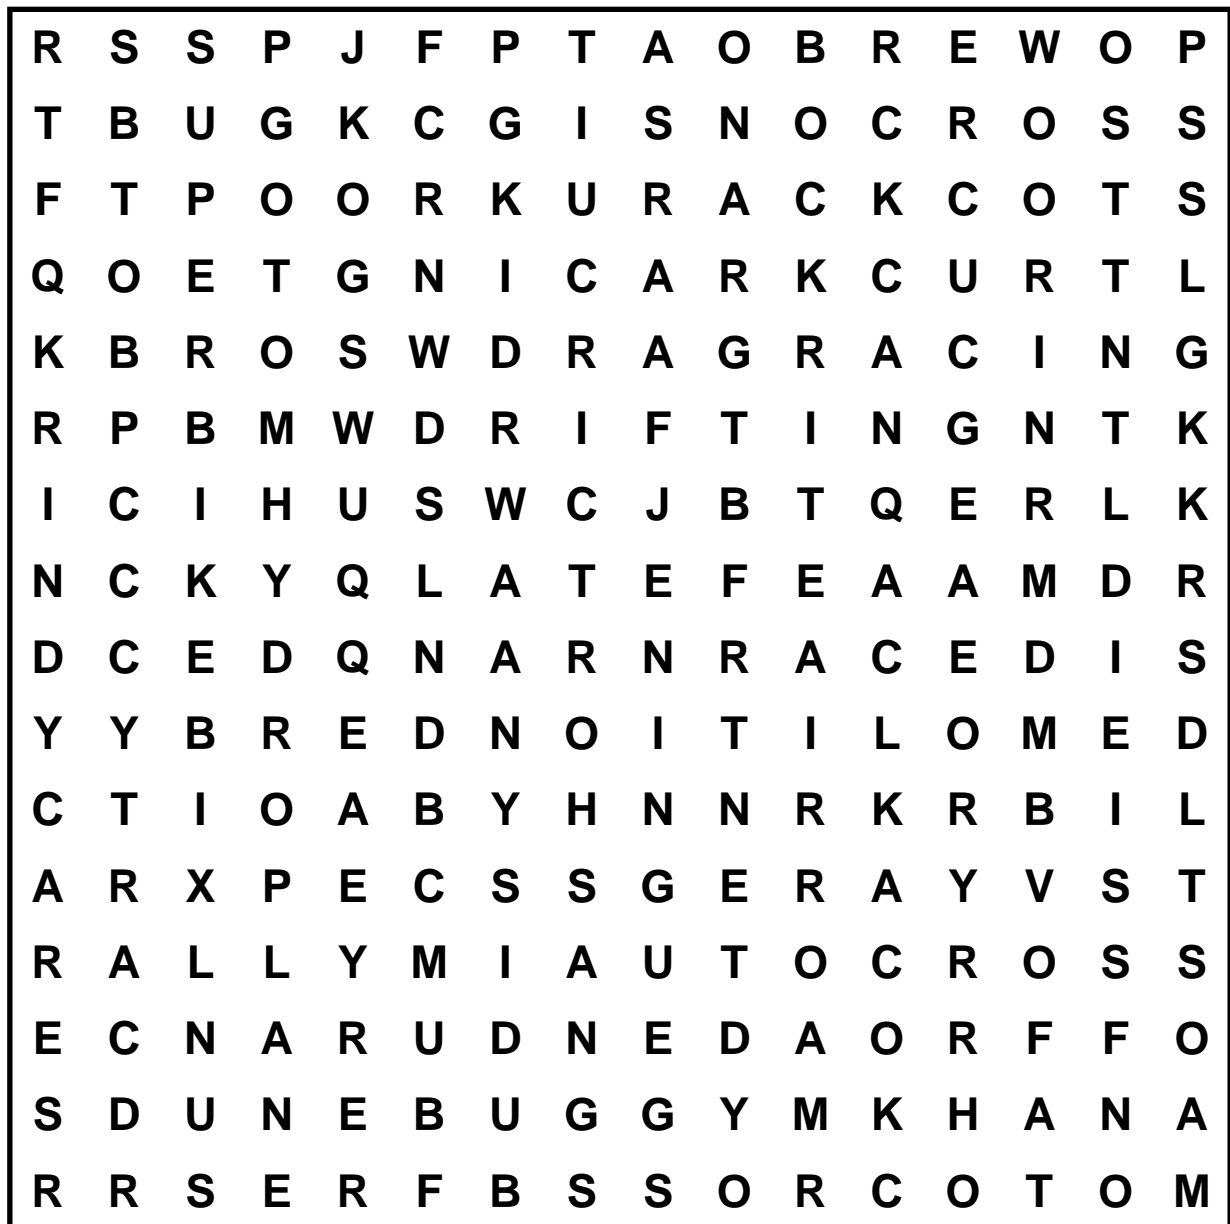 R S S P J F P T A O B R E W O P
T B U G K C G I S N O C R O S S
F T P O O R K U R A C K C O T S
Q O E T G N I C A R K C U R T L
K B R O S W D R A G R A C I N G
R P B M W D R I F T I N G N T K
I C I H U S W C J B T Q E R L K
N C K Y Q L A T E F E A A M D R
D C E D Q N A R N R A C E D I S
Y Y B R E D N O I T I L O M E D
C T I O A B Y H N N R K R B I L
A R X P E C S S G E R A Y V S T
R A L L Y M I A U T O C R O S S
E C N A R U D N E D A O R F F O
S D U N E B U G G Y M K H A N A
R R S E R F B S S O R C O T O M